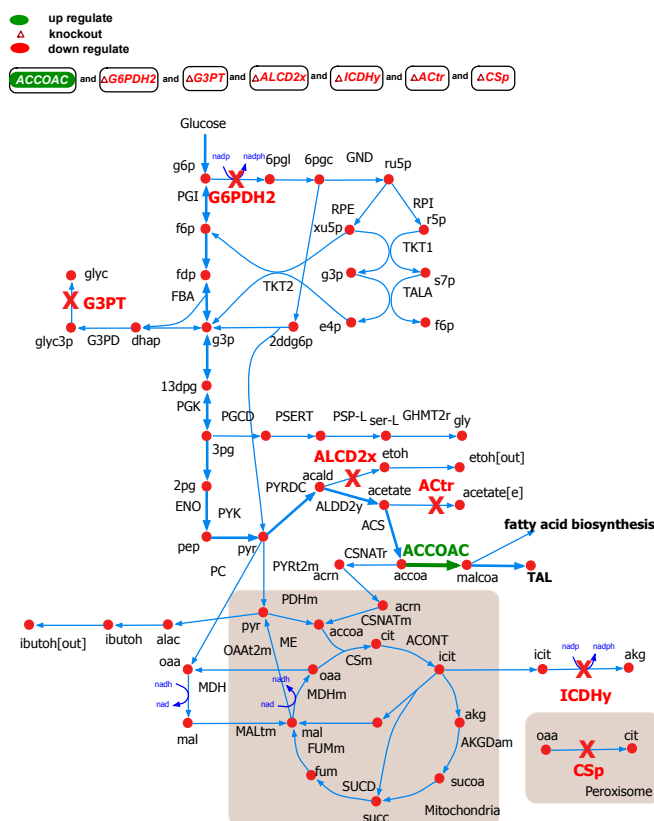 up regulate
knockout
down regulate
ACCOAC and △G6PDH2 and △G3PT and △ALCD2x and △ICDHy and △ACtr and △CSp
Glucose
nadp nadph
g6p 6pgl 6pgc GND ru5p
PGI G6PDH2 RPE RPI
f6p xu5p r5p
TKT1
glyc fdp g3p s7p
G3PT FBA TKT2 TALA
glyc3p G3PD dhap g3p 2ddg6p e4p f6p
13dpg
PGK PGCD PSERT PSP-L ser-L GHMT2r gly
3pg
ALCD2x etoh etoh[out]
2pg acald
ENO PYK PYRDC ALDD2y acetate ACtr acetate[e]
ACS
fatty acid biosynthesis
pep pyr ACCOAC
PC PYRt2m CSNATr accoa malcoa TAL
acrn
PDHm acrn
ibutoh[out] ibutoh alac pyr accoa CSNATm
ME cit ACONT
OAAt2m CSm icit icit nadp nadph akg
oaa nadh oaa
nadh MDH MDHm ICDHy
nad nad
mal MALtm mal akg oaa cit
FUMm AKGDam
CSp
fum sucoa
SUCD Peroxisome
succ Mitochondria